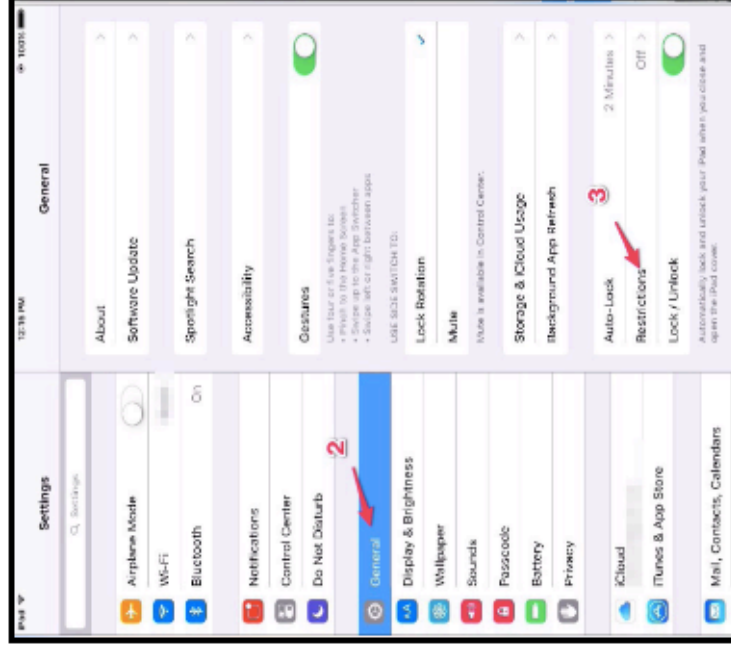 iPad
12:15 PM
100%
Settings
Settings
Airplane Mode
Wi-Fi
Bluetooth
On
Notifications
Control Center
Do Not Disturb
2
General
Display & Brightness
Wallpaper
Sounds
Passcode
Battery
Privacy
iCloud
iTunes & App Store
Mail, Contacts, Calendars
General
About
Software Update
Spotlight Search
Accessibility
Gestures
Use four or five fingers to:
• Pinch to the Home Screen
• Swipe up to the App Switcher
• Swipe left or right between apps
USE SIDE SWITCH TO:
Lock Rotation
Mute
Mute is available in Control Center.
Storage & iCloud Usage
Background App Refresh
3
Auto-Lock
2 Minutes
Restrictions
Off
Lock / Unlock
Automatically lock and unlock your iPad when you close and
open the iPad cover.